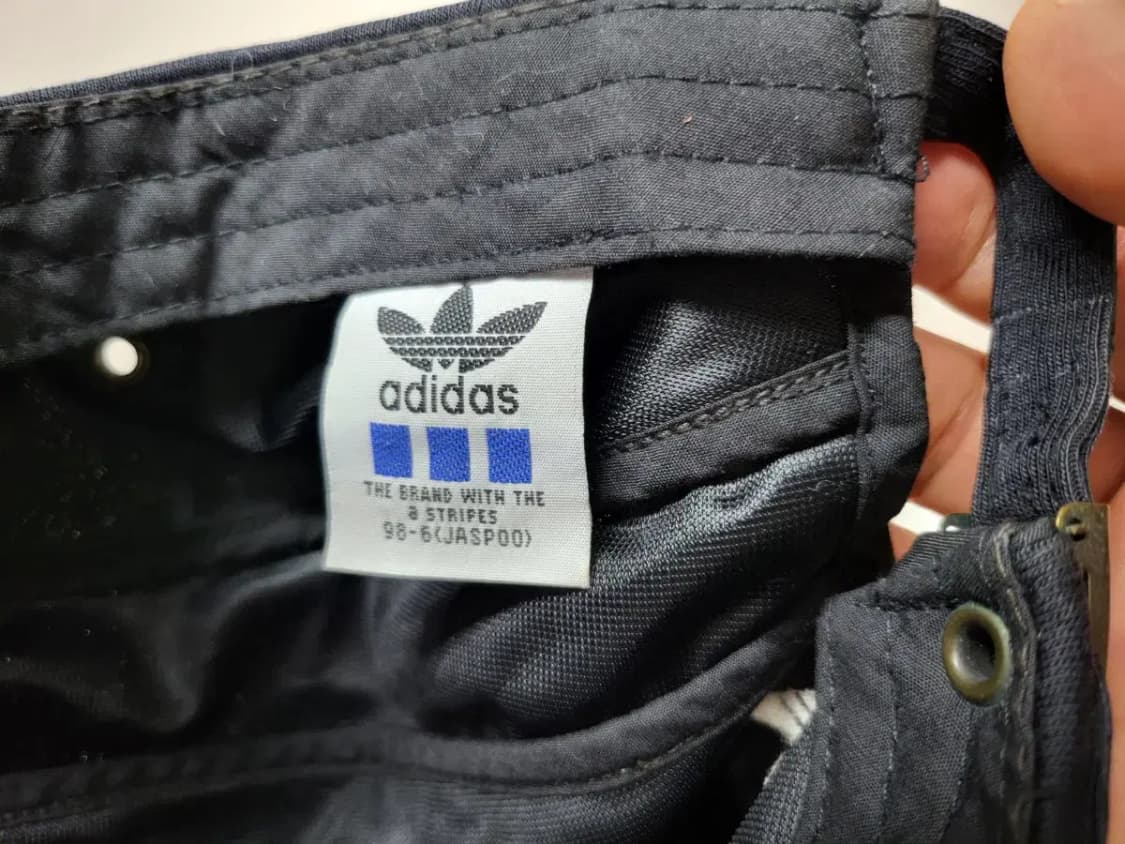 adidas
THE BRAND WITH THE
3 STRIPES
98-6(JASPOO)